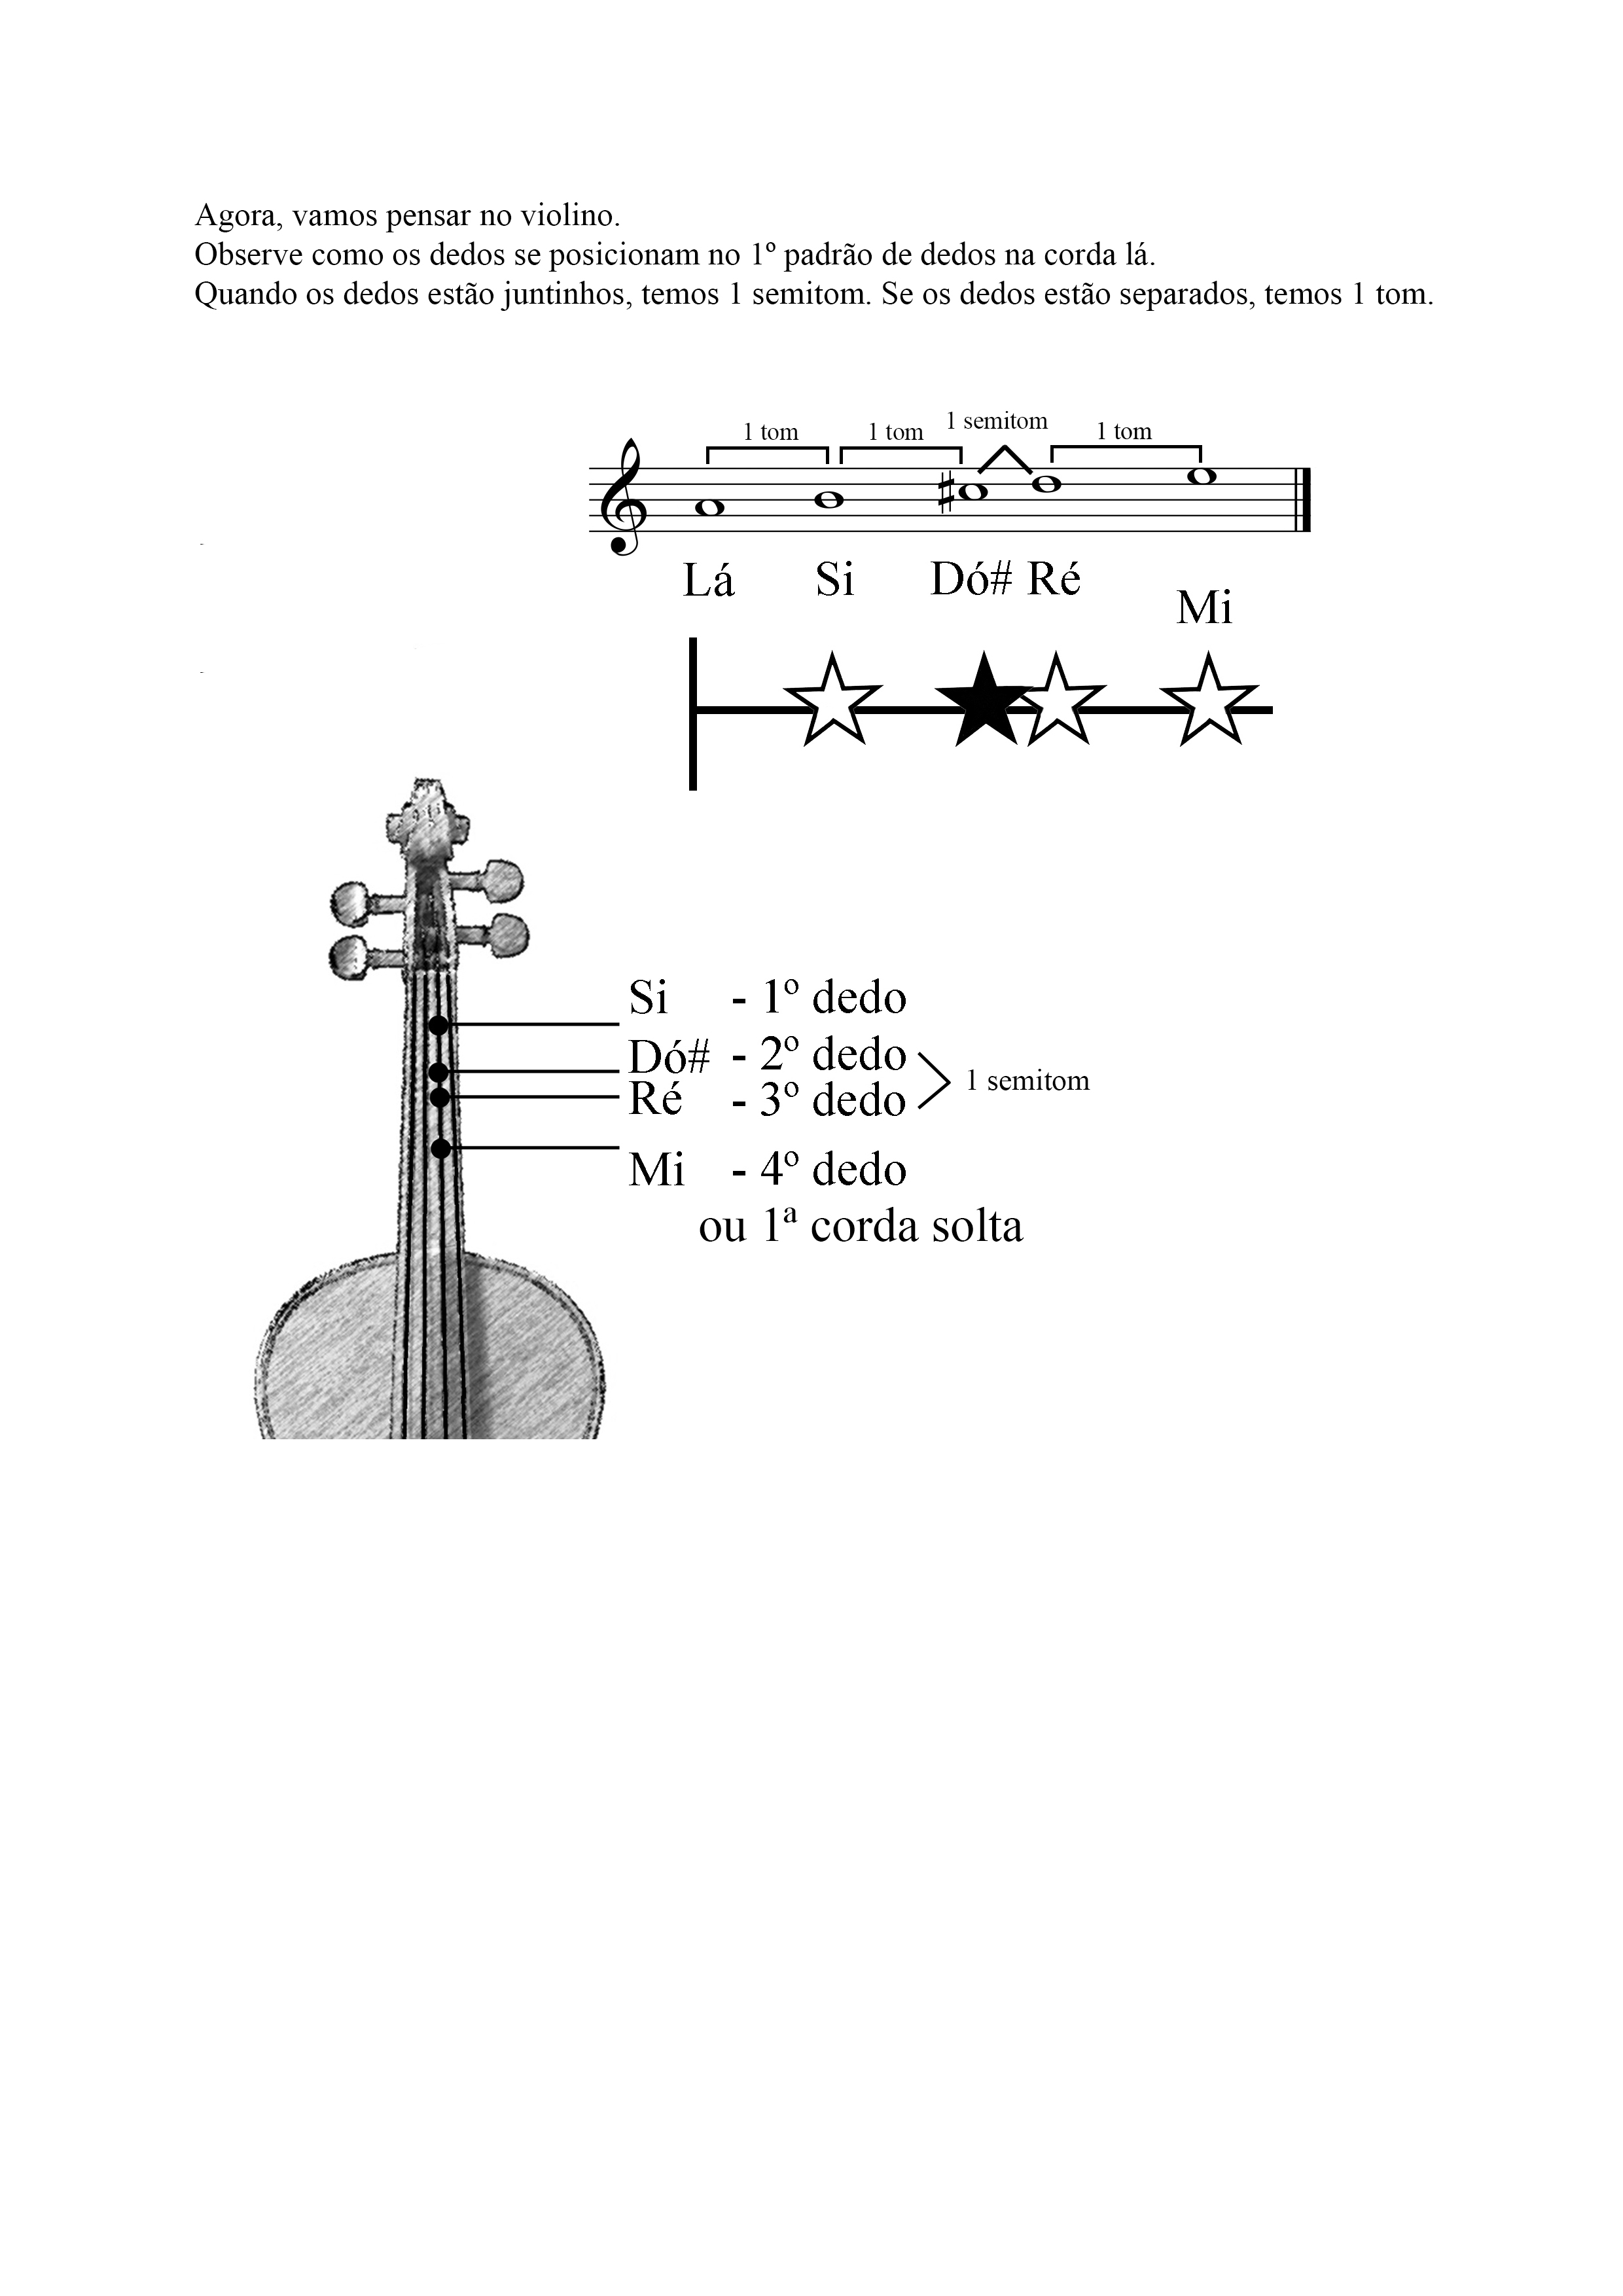 Agora, vamos pensar no violino.
Observe como os dedos se posicionam no 1º padrão de dedos na corda lá.
Quando os dedos estão juntinhos, temos 1 semitom. Se os dedos estão separados, temos 1 tom.
1 tom 1 tom 1 semitom 1 tom
Lá Si Dó# Ré Mi
Si - 1º dedo
Dó# - 2º dedo
Ré - 3º dedo
1 semitom
Mi - 4º dedo
ou 1ª corda solta